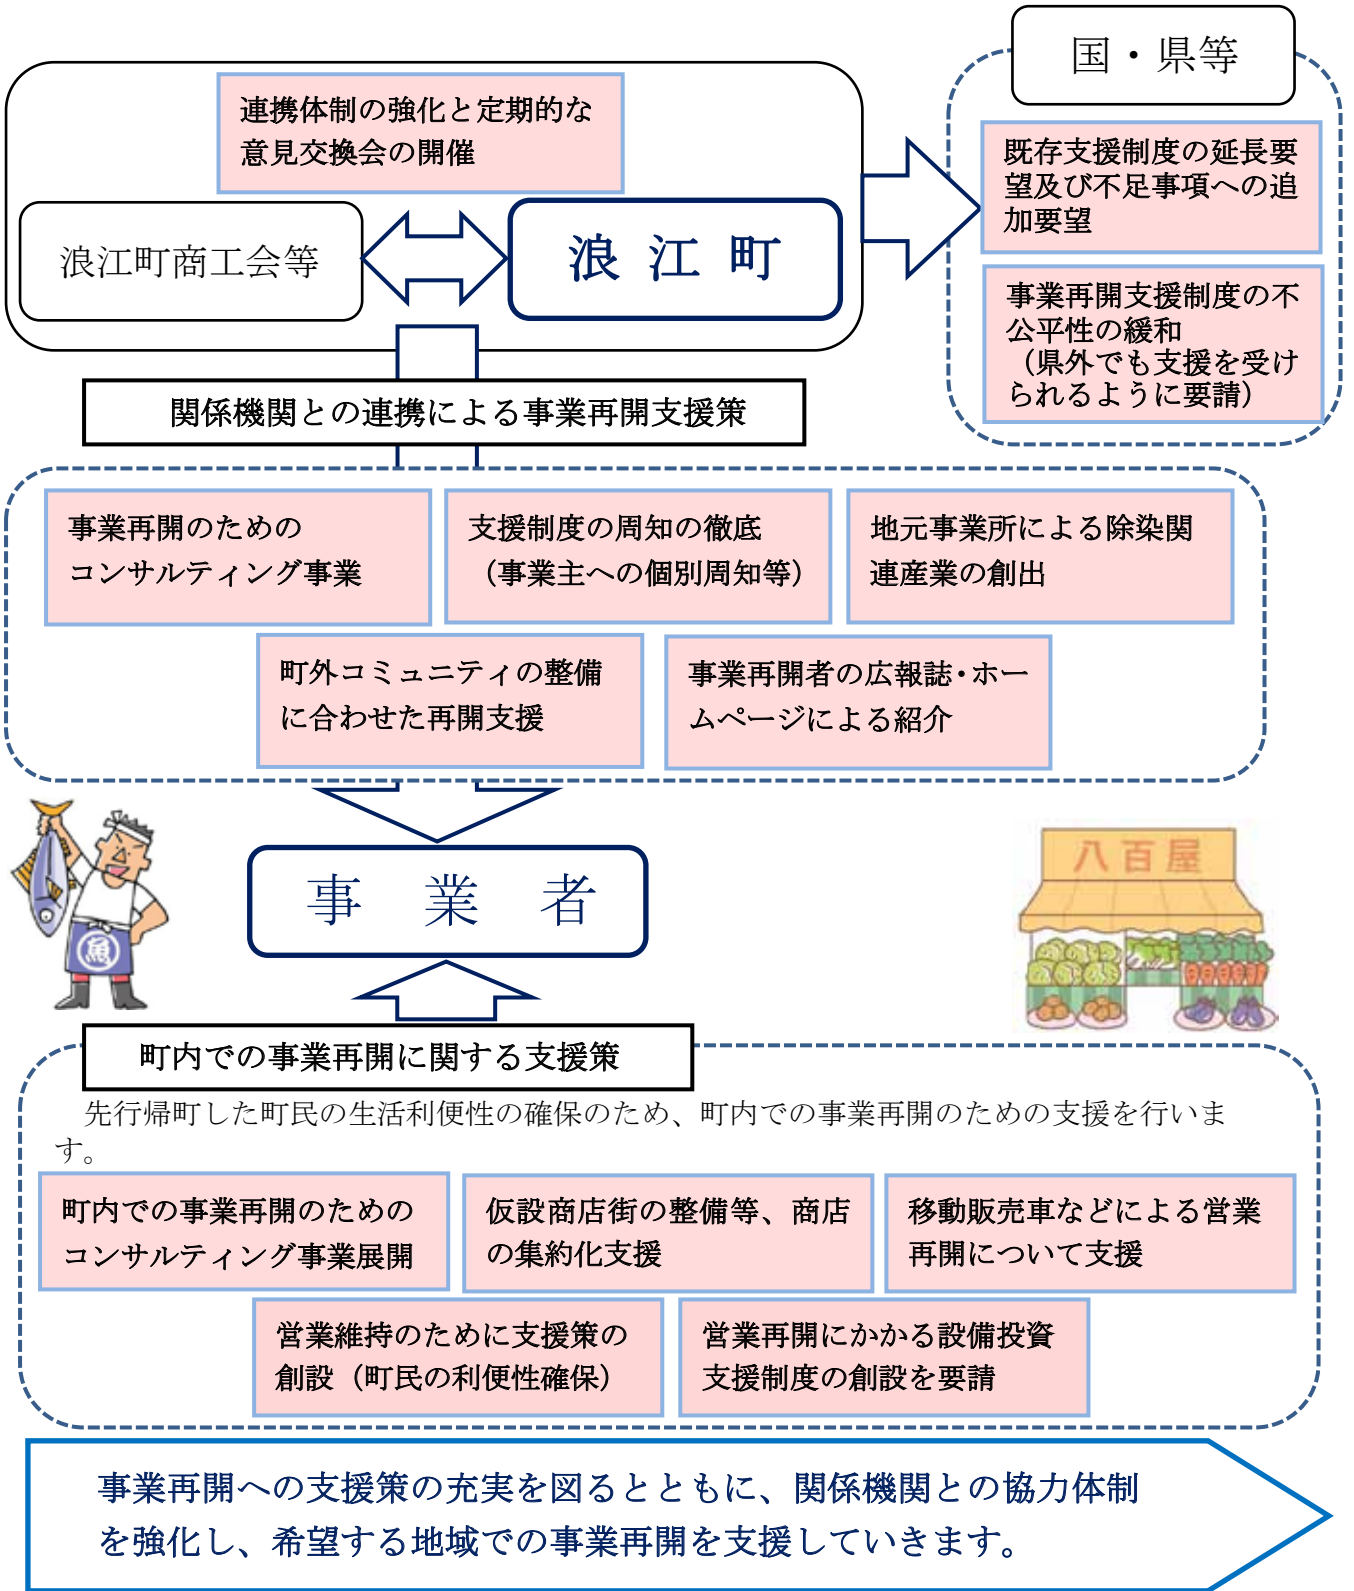 国・県等
連携体制の強化と定期的な
意見交換会の開催
浪江町商工会等
浪江町
既存支援制度の延長要
望及び不足事項への追
加要望
事業再開支援制度の不
公平性の緩和
（県外でも支援を受け
られるように要請）
関係機関との連携による事業再開支援策
事業再開のための
コンサルティング事業
支援制度の周知の徹底
（事業主への個別周知等）
地元事業所による除染関
連産業の創出
町外コミュニティの整備
に合わせた再開支援
事業再開者の広報誌・ホー
ムページによる紹介
魚
事業者
八百屋
町内での事業再開に関する支援策
先行帰町した町民の生活利便性の確保のため、町内での事業再開のための支援を行いま
す。
町内での事業再開のための
コンサルティング事業展開
仮設商店街の整備等、商店
の集約化支援
移動販売車などによる営業
再開について支援
営業維持のために支援策の
創設（町民の利便性確保）
営業再開にかかる設備投資
支援制度の創設を要請
事業再開への支援策の充実を図るとともに、関係機関との協力体制
を強化し、希望する地域での事業再開を支援していきます。